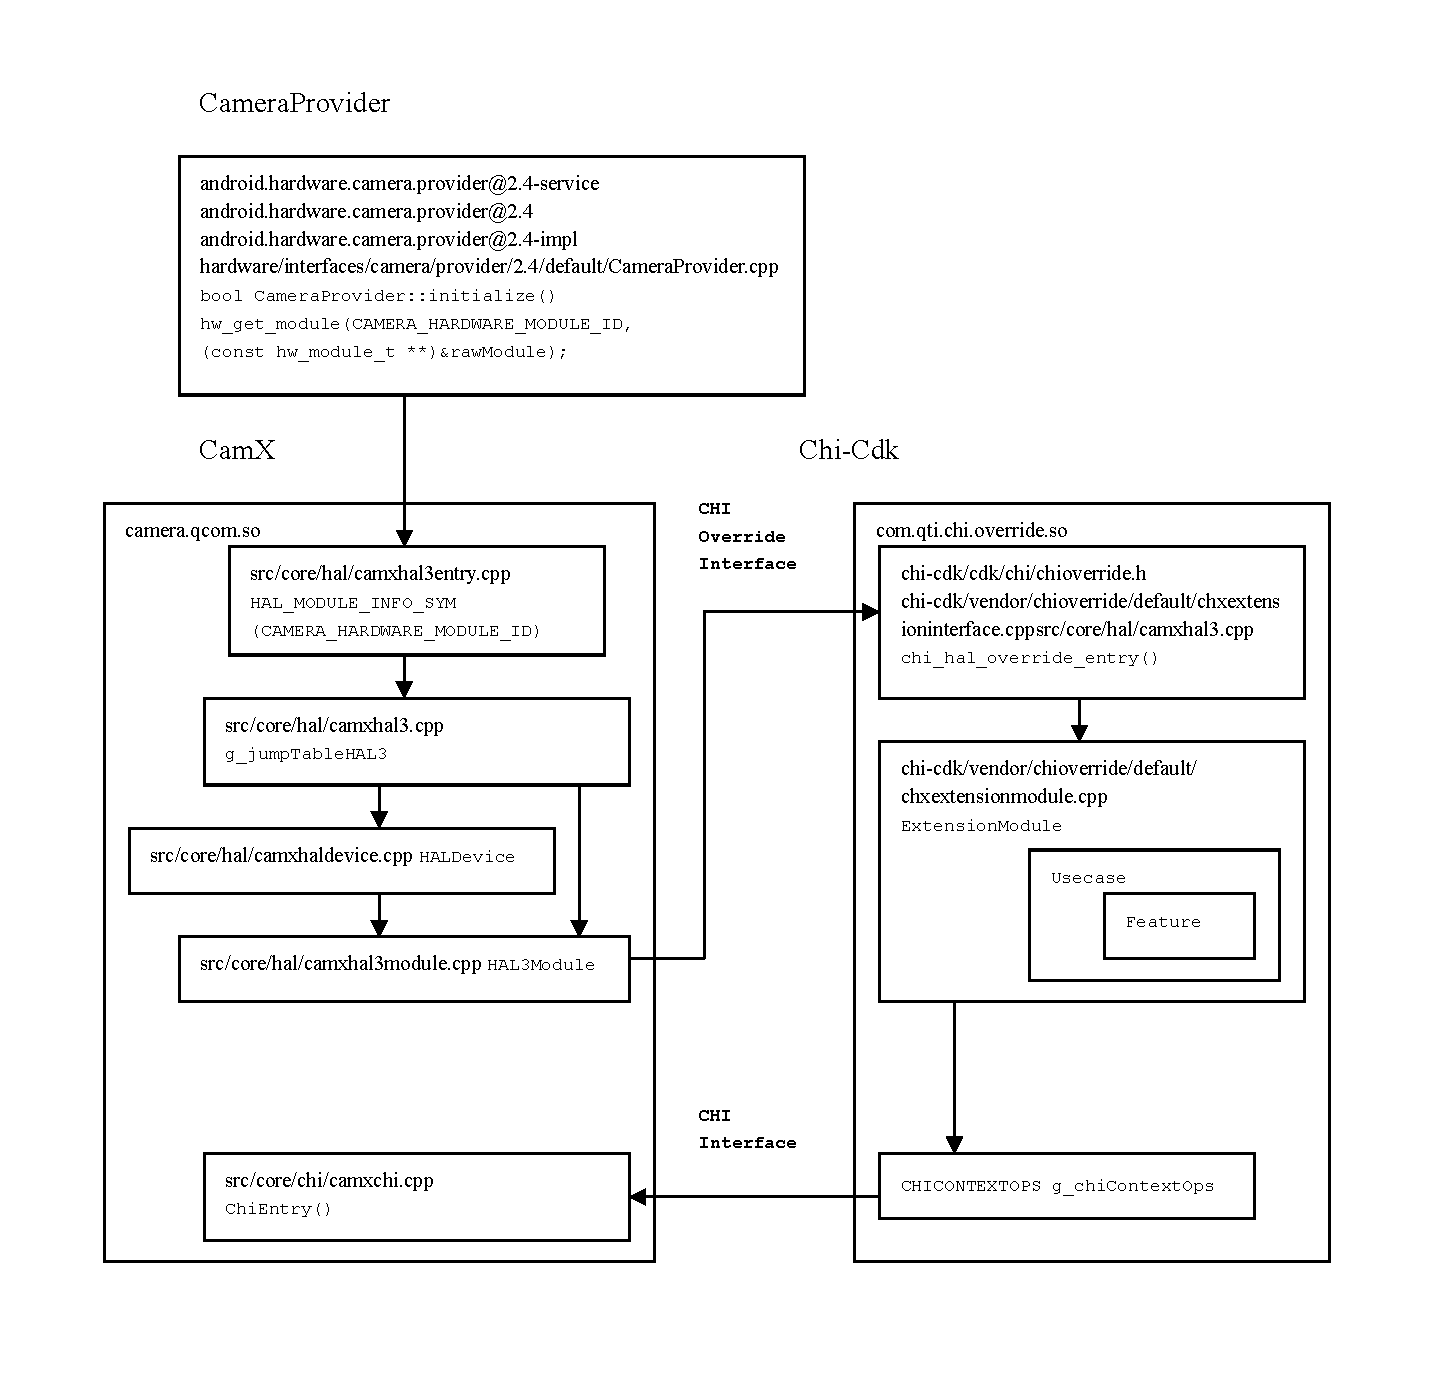 CameraProvider
android.hardware.camera.provider@2.4-service
android.hardware.camera.provider@2.4
android.hardware.camera.provider@2.4-impl
hardware/interfaces/camera/provider/2.4/default/CameraProvider.cpp
bool CameraProvider::initialize()
hw_get_module(CAMERA_HARDWARE_MODULE_ID,
(const hw_module_t **)&rawModule);
CamX
camera.qcom.so
src/core/hal/camxhal3entry.cpp
HAL_MODULE_INFO_SYM
(CAMERA_HARDWARE_MODULE_ID)
src/core/hal/camxhal3.cpp
g_jumpTableHAL3
src/core/hal/camxhaldevice.cpp HALDevice
src/core/hal/camxhal3module.cpp HAL3Module
src/core/chi/camxchi.cpp
ChiEntry()
CHI
Override
Interface
CHI
Interface
Chi-Cdk
com.qti.chi.override.so
chi-cdk/cdk/chi/chioverride.h
chi-cdk/vendor/chioverride/default/chxextens
ioninterface.cppsrc/core/hal/camxhal3.cpp
chi_hal_override_entry()
chi-cdk/vendor/chioverride/default/
chxextensionmodule.cpp
ExtensionModule
Usecase
Feature
CHICONTEXTOPS g_chiContextOps